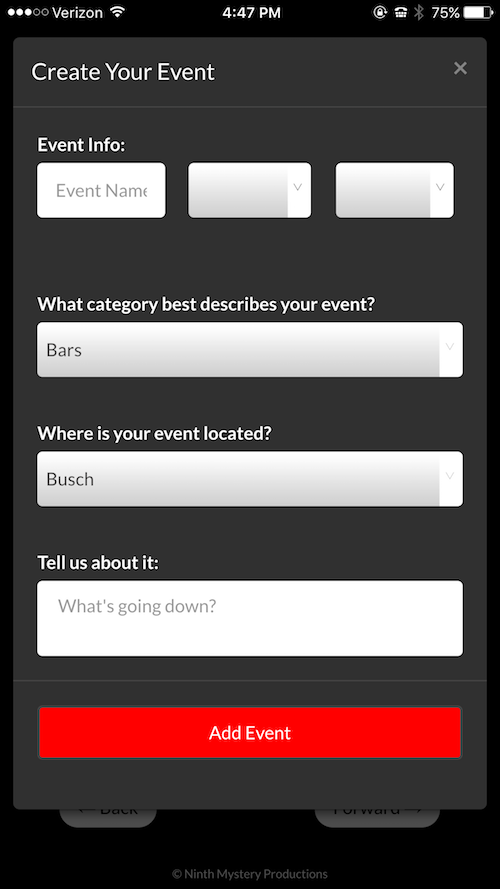 Verizon 4:47 PM 75%
Create Your Event ×
Event Info:
Event Name
What category best describes your event?
Bars
Where is your event located?
Busch
Tell us about it:
What's going down?
Add Event
← Back Forward →
© Ninth Mystery Productions